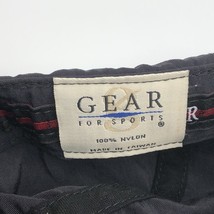 GEAR
FOR SPORTS®
100% NYLON
MADE IN TAIWAN
R